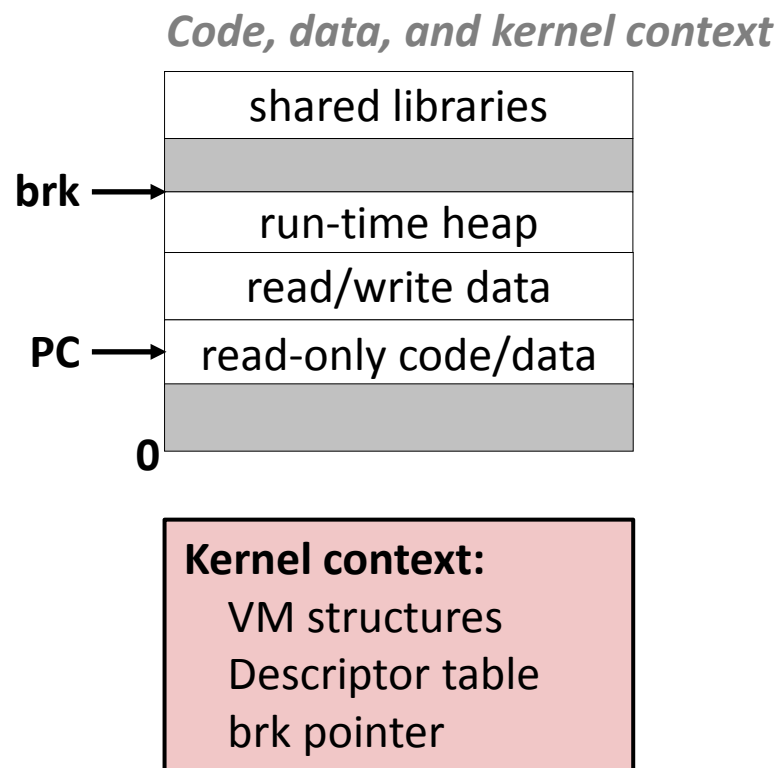 Code, data, and kernel context
shared libraries
brk
run-time heap
read/write data
PC
read-only code/data
0
Kernel context:
VM structures
Descriptor table
brk pointer